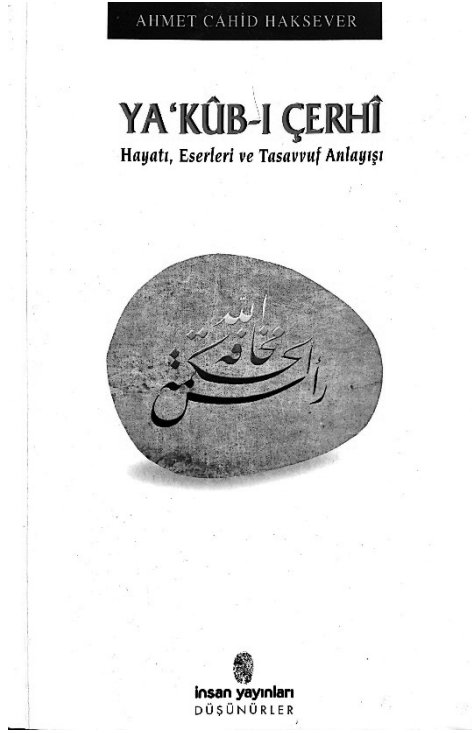 AHMET CAHİD HAKSEVER
YA‘KÛB-I ÇERHÎ
Hayatı, Eserleri ve Tasavvuf Anlayışı
رأس الحكمة مخافة الله
insan yayınları
DÜŞÜNÜRLER